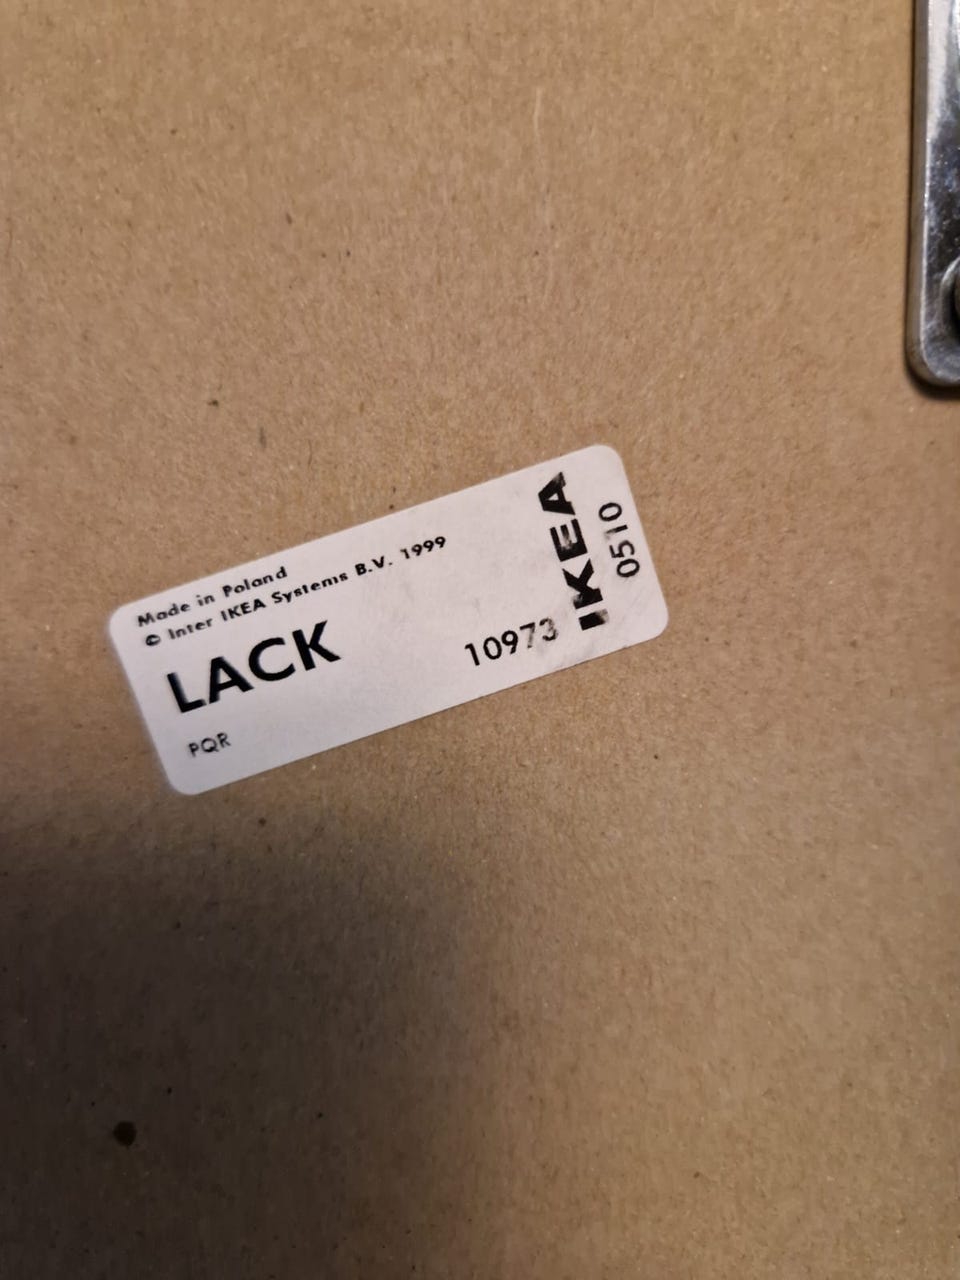 Made in Poland
© Inter IKEA Systems B.V. 1999
LACK
10973
PQR
IKEA
0510